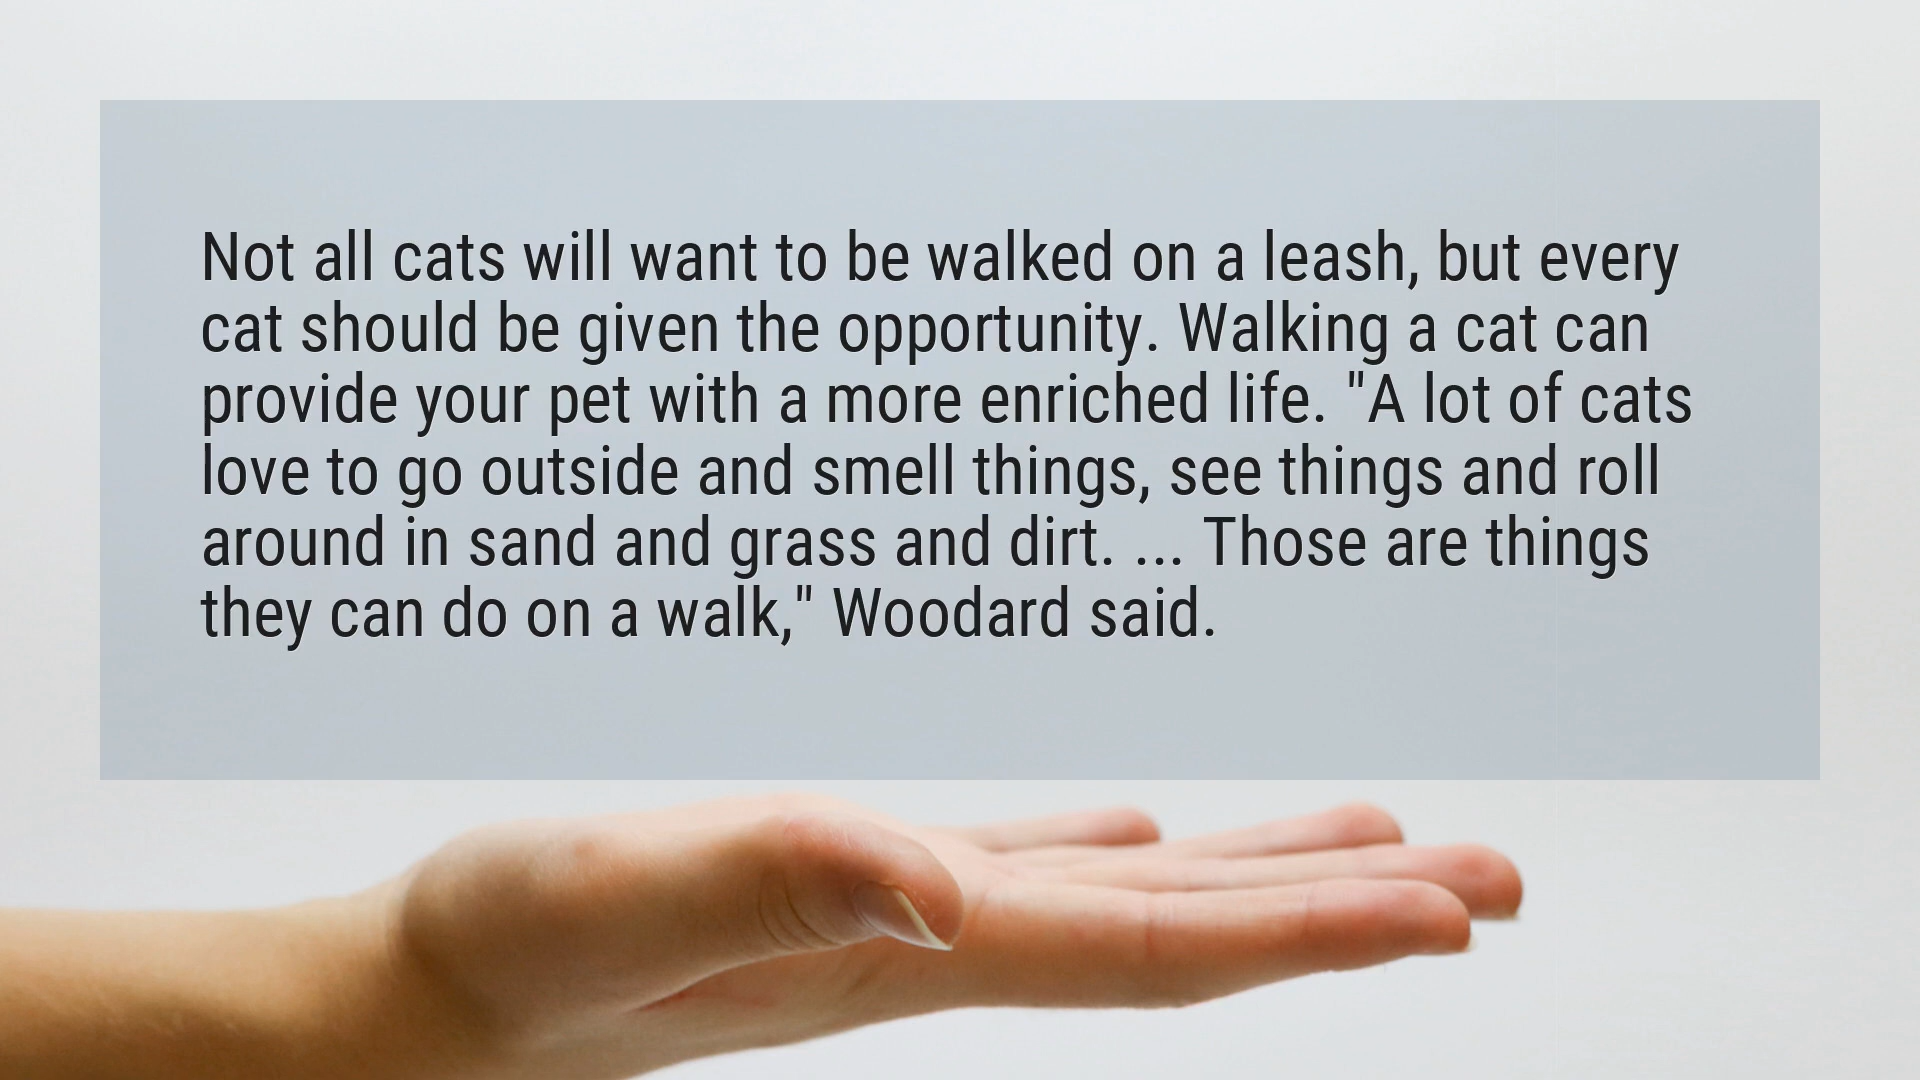 Not all cats will want to be walked on a leash, but every
cat should be given the opportunity. Walking a cat can
provide your pet with a more enriched life. "A lot of cats
love to go outside and smell things, see things and roll
around in sand and grass and dirt. ... Those are things
they can do on a walk," Woodard said.